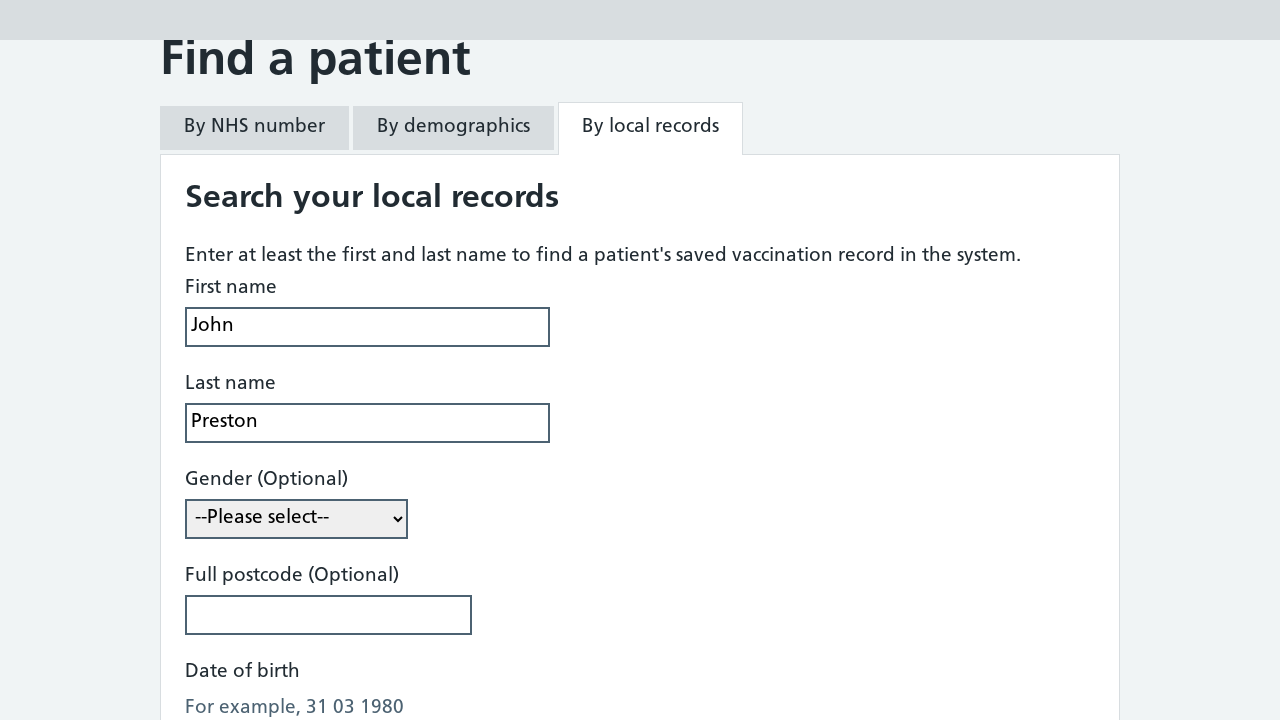 Find a patient
By NHS number
By demographics
By local records
Search your local records
Enter at least the first and last name to find a patient's saved vaccination record in the system.
First name
John
Last name
Preston
Gender (Optional)
--Please select--
Full postcode (Optional)
Date of birth
For example, 31 03 1980